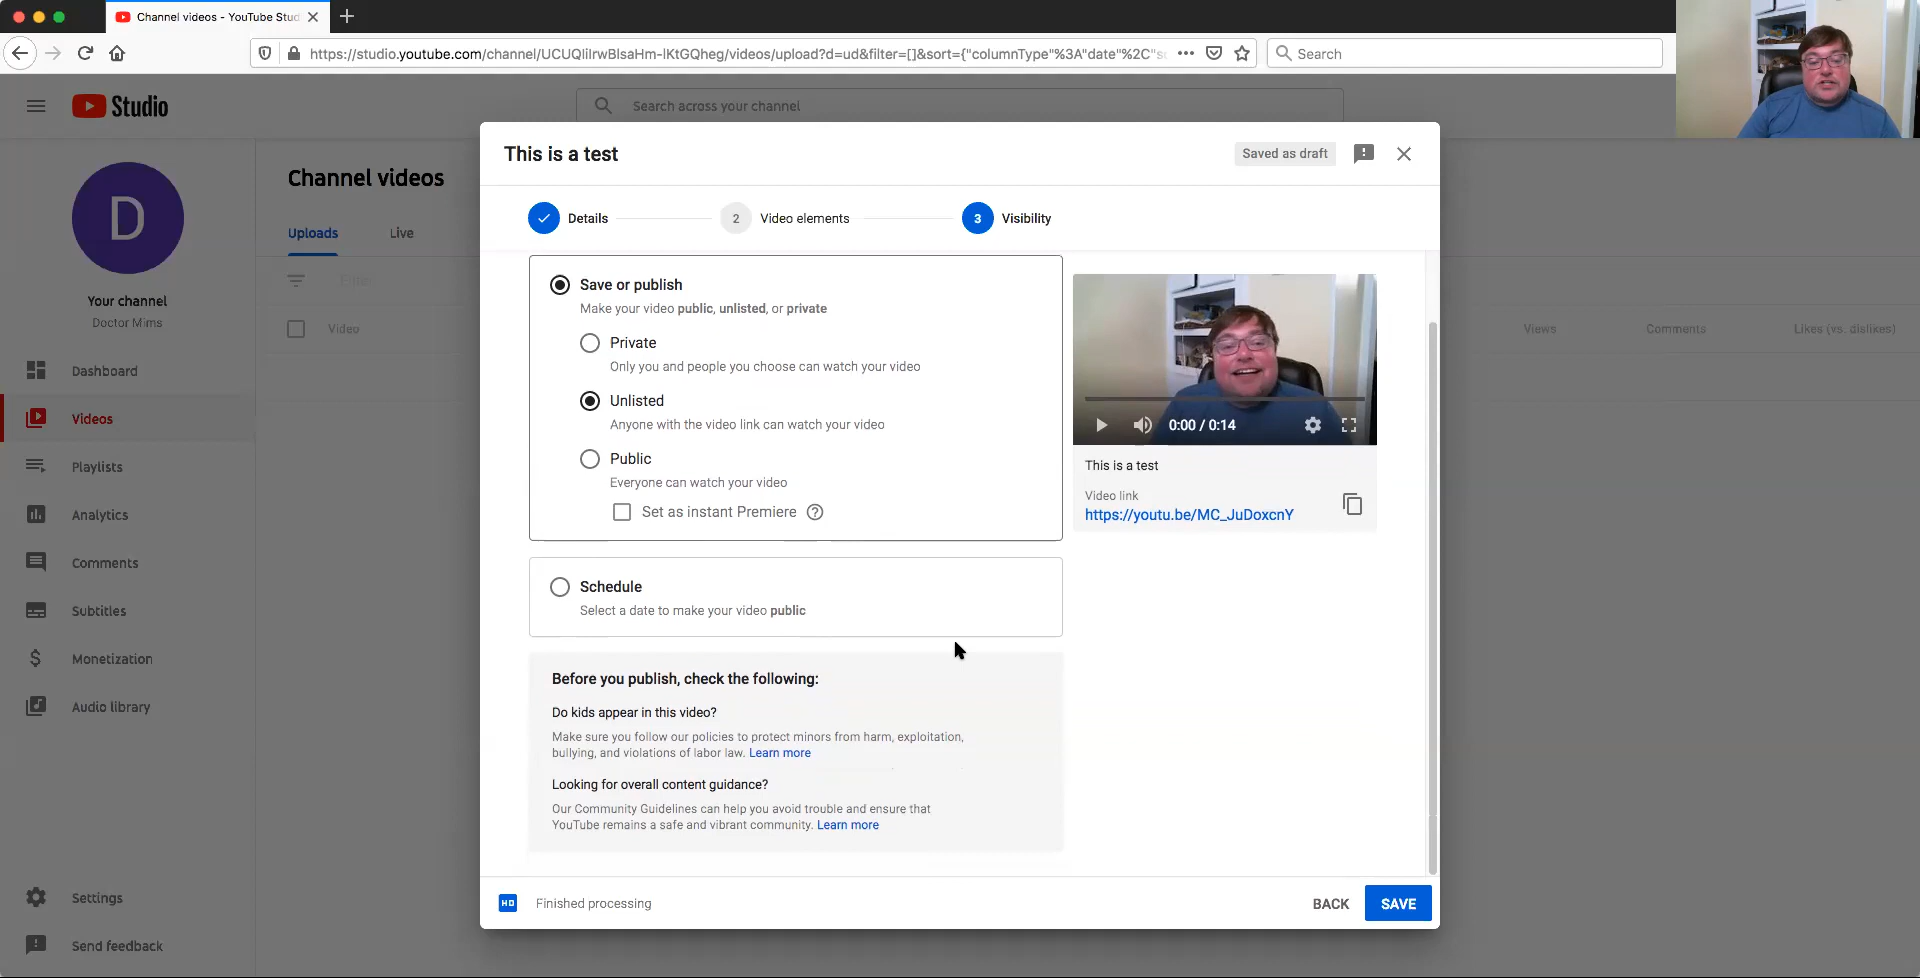 Channel videos - YouTube Stud
https://studio.youtube.com/channel/UCUQIiIrwBlsaHm-lKtGQheg/videos/upload?d=ud&filter=[]&sort={"columnType"%3A"date"%2C"sc
Search
Studio
Search across your channel
D
Your channel
Doctor Mims
Dashboard
Videos
Playlists
Analytics
Comments
Subtitles
Monetization
Audio library
Settings
Send feedback
Channel videos
Uploads Live
Filter
Video Views Comments Likes (vs. dislikes)
This is a test
Saved as draft
Details 2 Video elements 3 Visibility
Save or publish
Make your video public, unlisted, or private
Private
Only you and people you choose can watch your video
Unlisted
Anyone with the video link can watch your video
Public
Everyone can watch your video
Set as instant Premiere ?
Schedule
Select a date to make your video public
Before you publish, check the following:
Do kids appear in this video?
Make sure you follow our policies to protect minors from harm, exploitation,
bullying, and violations of labor law. Learn more
Looking for overall content guidance?
Our Community Guidelines can help you avoid trouble and ensure that
YouTube remains a safe and vibrant community. Learn more
0:00 / 0:14
This is a test
Video link
https://youtu.be/MC_JuDoxcnY
HD Finished processing
BACK SAVE